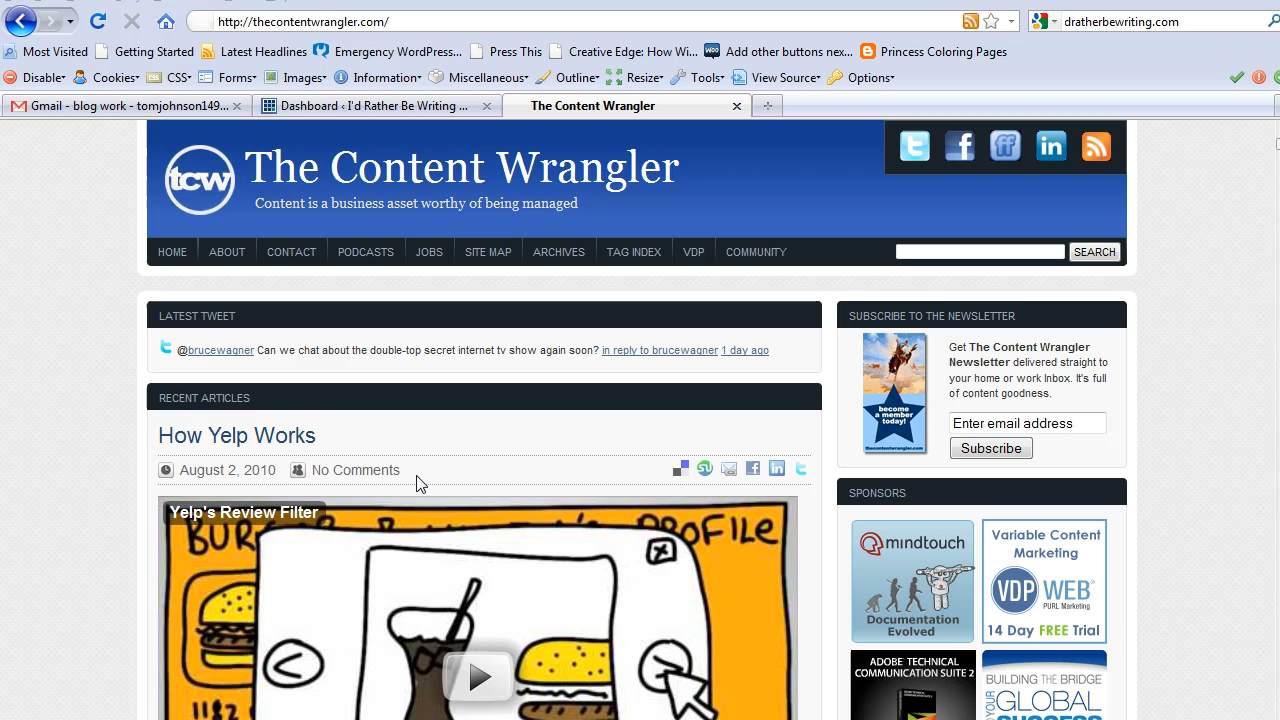 http://thecontentwrangler.com/
dratherbewriting.com
Most Visited Getting Started Latest Headlines Emergency WordPress... Press This Creative Edge: How Wi... Add other buttons nex... Princess Coloring Pages
Disable Cookies CSS Forms Images Information Miscellaneous Outline Resize Tools View Source Options
Gmail - blog work - tomjohnson149...
Dashboard ‹ I'd Rather Be Writing ...
The Content Wrangler
tcw
The Content Wrangler
Content is a business asset worthy of being managed
HOME ABOUT CONTACT PODCASTS JOBS SITE MAP ARCHIVES TAG INDEX VDP COMMUNITY
SEARCH
LATEST TWEET
@brucewagner Can we chat about the double-top secret internet tv show again soon? in reply to brucewagner 1 day ago
RECENT ARTICLES
How Yelp Works
August 2, 2010 No Comments
Yelp's Review Filter
PROFILE
SUBSCRIBE TO THE NEWSLETTER
become
a member
today!
thecontentwrangler.com
Get The Content Wrangler
Newsletter delivered straight to
your home or work Inbox. It's full
of content goodness.
Enter email address
Subscribe
SPONSORS
mindtouch
Documentation
Evolved
Variable Content
Marketing
VDP WEB
PURL Marketing
14 Day FREE Trial
ADOBE TECHNICAL
COMMUNICATION SUITE 2
BUILDING THE BRIDGE
GLOBAL